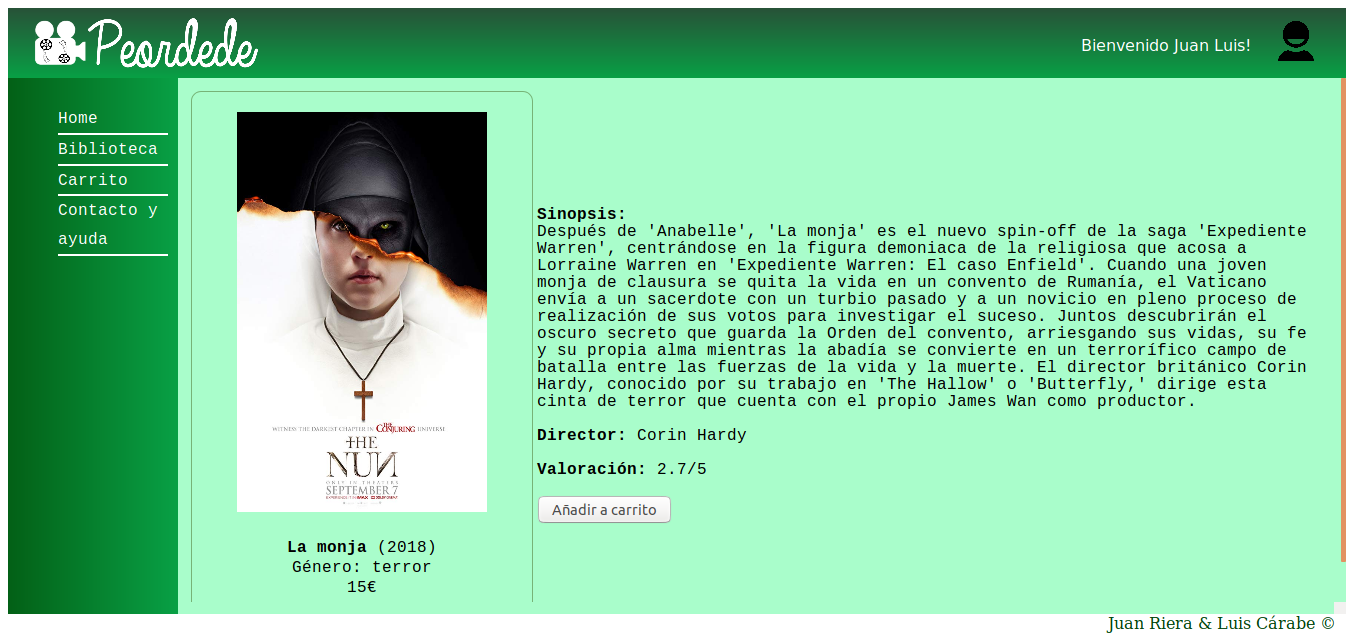 Peordede
Bienvenido Juan Luis!
Home
Biblioteca
Carrito
Contacto y
ayuda
WITNESS THE DARKEST CHAPTER IN THE CONJURING UNIVERSE
THE
NUN
ONLY IN THEATERS
SEPTEMBER 7
La monja (2018)
Género: terror
15€
Sinopsis:
Después de 'Anabelle', 'La monja' es el nuevo spin-off de la saga 'Expediente
Warren', centrándose en la figura demoniaca de la religiosa que acosa a
Lorraine Warren en 'Expediente Warren: El caso Enfield'. Cuando una joven
monja de clausura se quita la vida en un convento de Rumanía, el Vaticano
envía a un sacerdote con un turbio pasado y a un novicio en pleno proceso de
realización de sus votos para investigar el suceso. Juntos descubrirán el
oscuro secreto que guarda la Orden del convento, arriesgando sus vidas, su fe
y su propia alma mientras la abadía se convierte en un terrorífico campo de
batalla entre las fuerzas de la vida y la muerte. El director británico Corin
Hardy, conocido por su trabajo en 'The Hallow' o 'Butterfly,' dirige esta
cinta de terror que cuenta con el propio James Wan como productor.
Director: Corin Hardy
Valoración: 2.7/5
Añadir a carrito
Juan Riera & Luis Cárabe ©